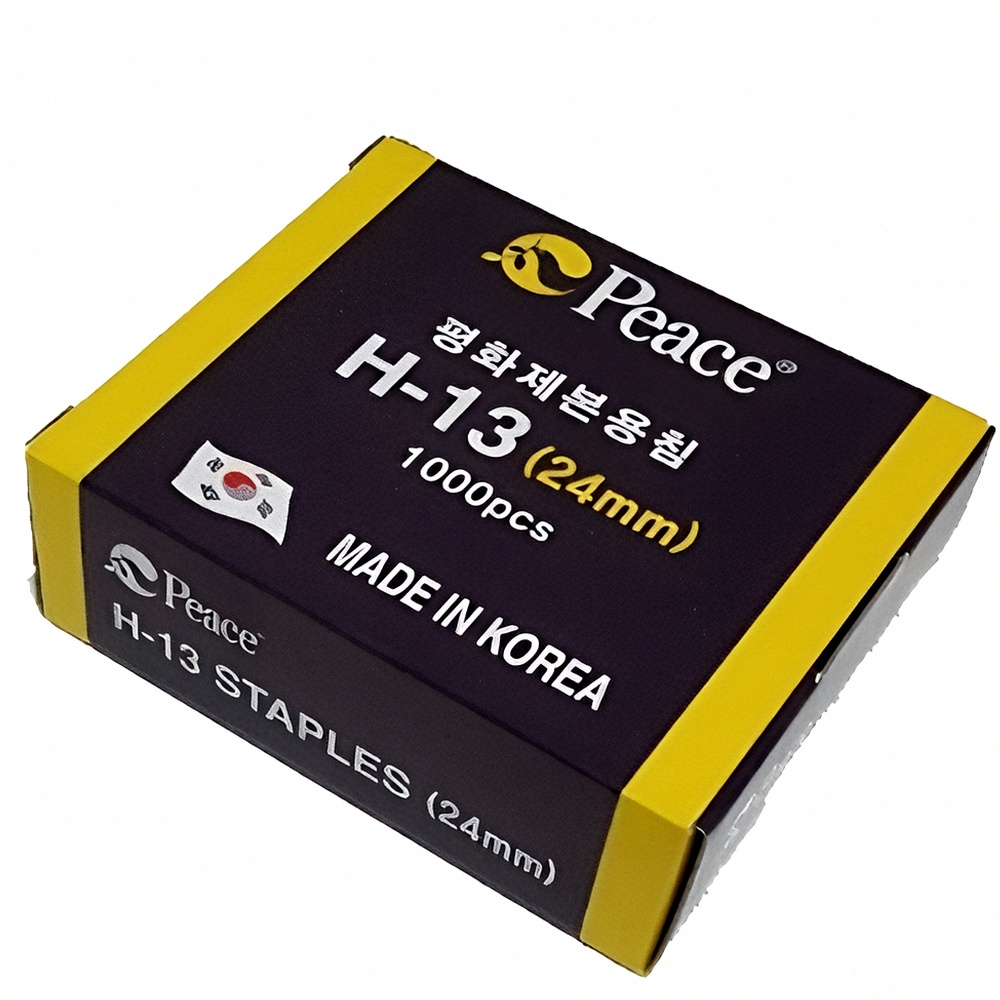 Peace®
평화제본용침
H-13 (24mm)
1000pcs
MADE IN KOREA
Peace
H-13 STAPLES (24mm)